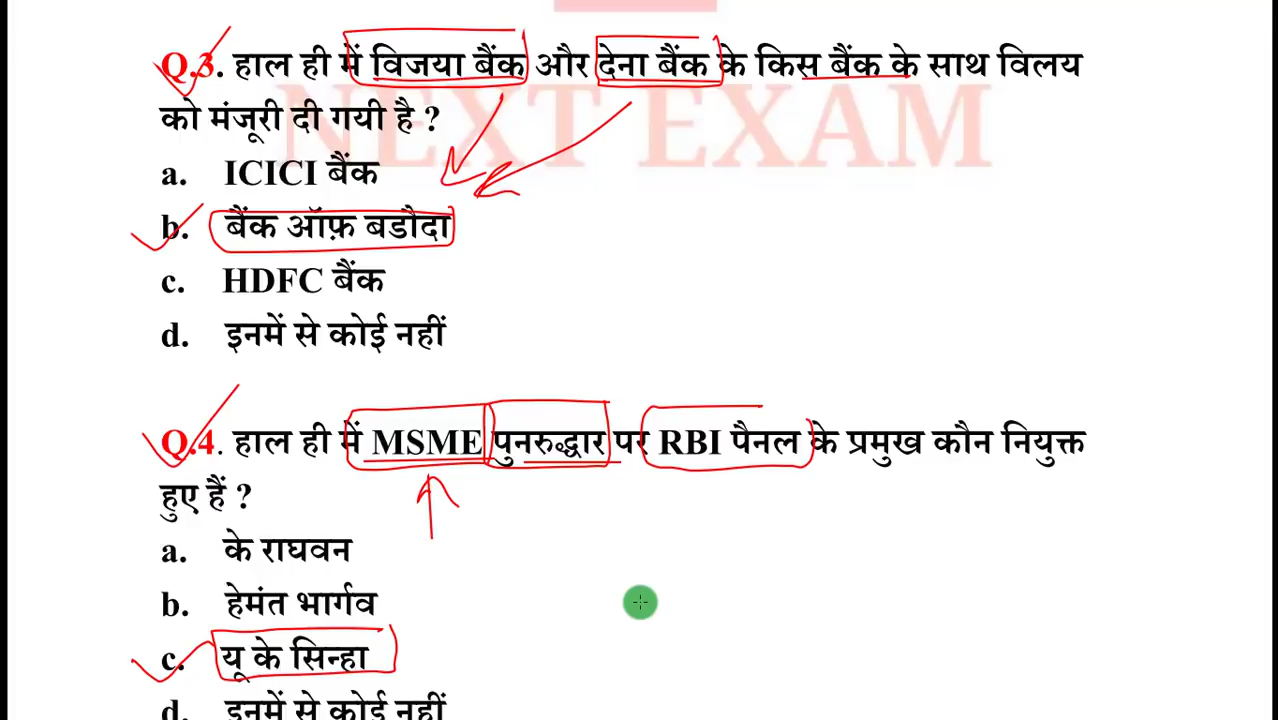 Q.3. हाल ही में विजया बैंक और देना बैंक के किस बैंक के साथ विलय
को मंजूरी दी गयी है ?
NEXT EXAM
a. ICICI बैंक
b. बैंक ऑफ़ बडौदा
c. HDFC बैंक
d. इनमें से कोई नहीं
Q.4. हाल ही में MSME पुनरुद्धार पर RBI पैनल के प्रमुख कौन नियुक्त
हुए हैं ?
a. के राघवन
b. हेमंत भार्गव
c. यू के सिन्हा
d. इनमें से कोई नहीं